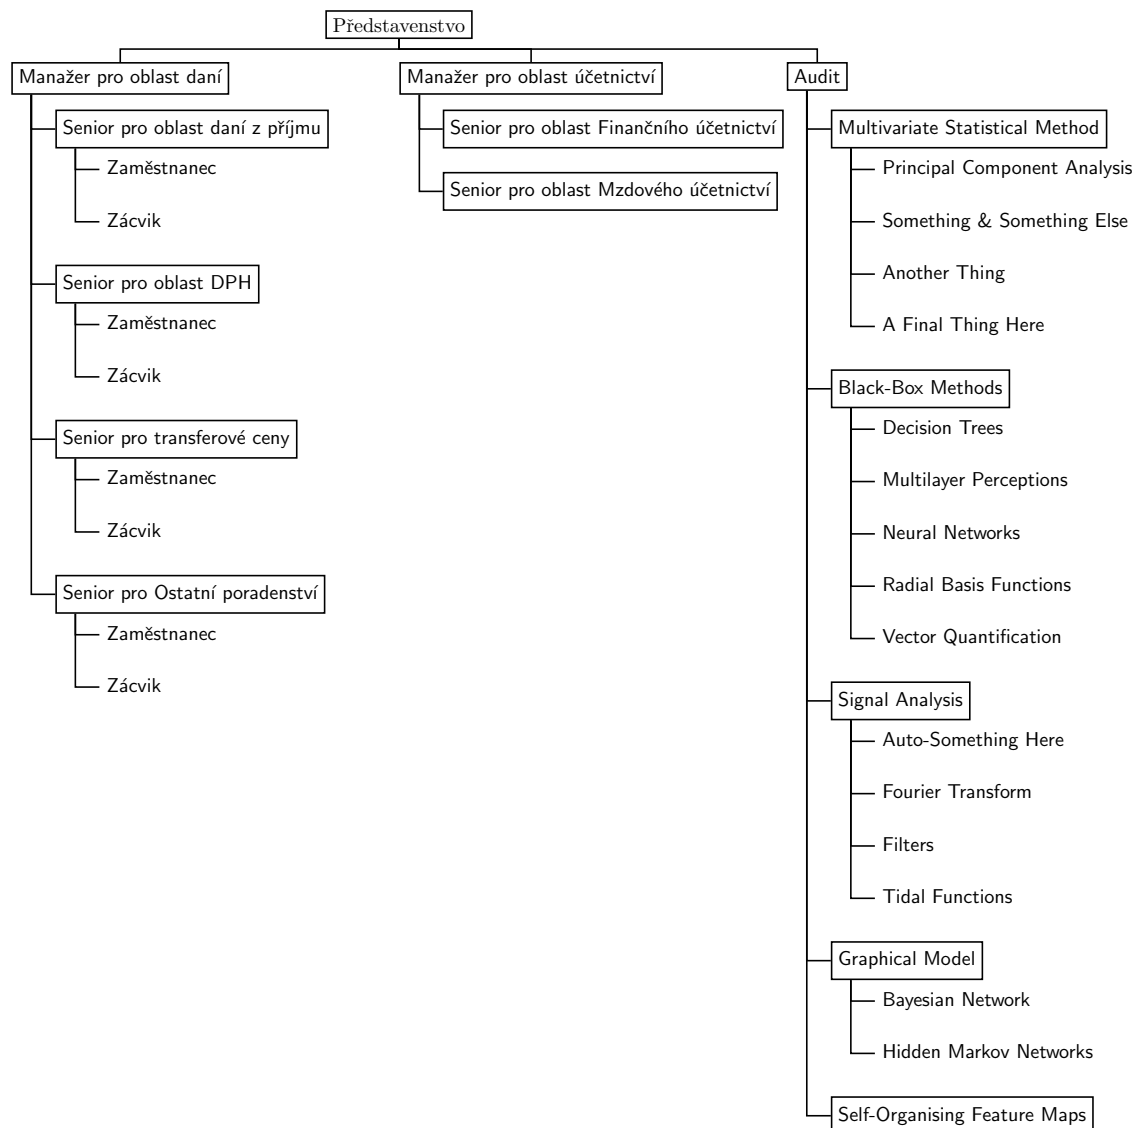 Představenstvo
Manažer pro oblast daní
Senior pro oblast daní z příjmu
Zaměstnanec
Zácvik
Senior pro oblast DPH
Zaměstnanec
Zácvik
Senior pro transferové ceny
Zaměstnanec
Zácvik
Senior pro Ostatní poradenství
Zaměstnanec
Zácvik
Manažer pro oblast účetnictví
Senior pro oblast Finančního účetnictví
Senior pro oblast Mzdového účetnictví
Audit
Multivariate Statistical Method
Principal Component Analysis
Something & Something Else
Another Thing
A Final Thing Here
Black-Box Methods
Decision Trees
Multilayer Perceptions
Neural Networks
Radial Basis Functions
Vector Quantification
Signal Analysis
Auto-Something Here
Fourier Transform
Filters
Tidal Functions
Graphical Model
Bayesian Network
Hidden Markov Networks
Self-Organising Feature Maps